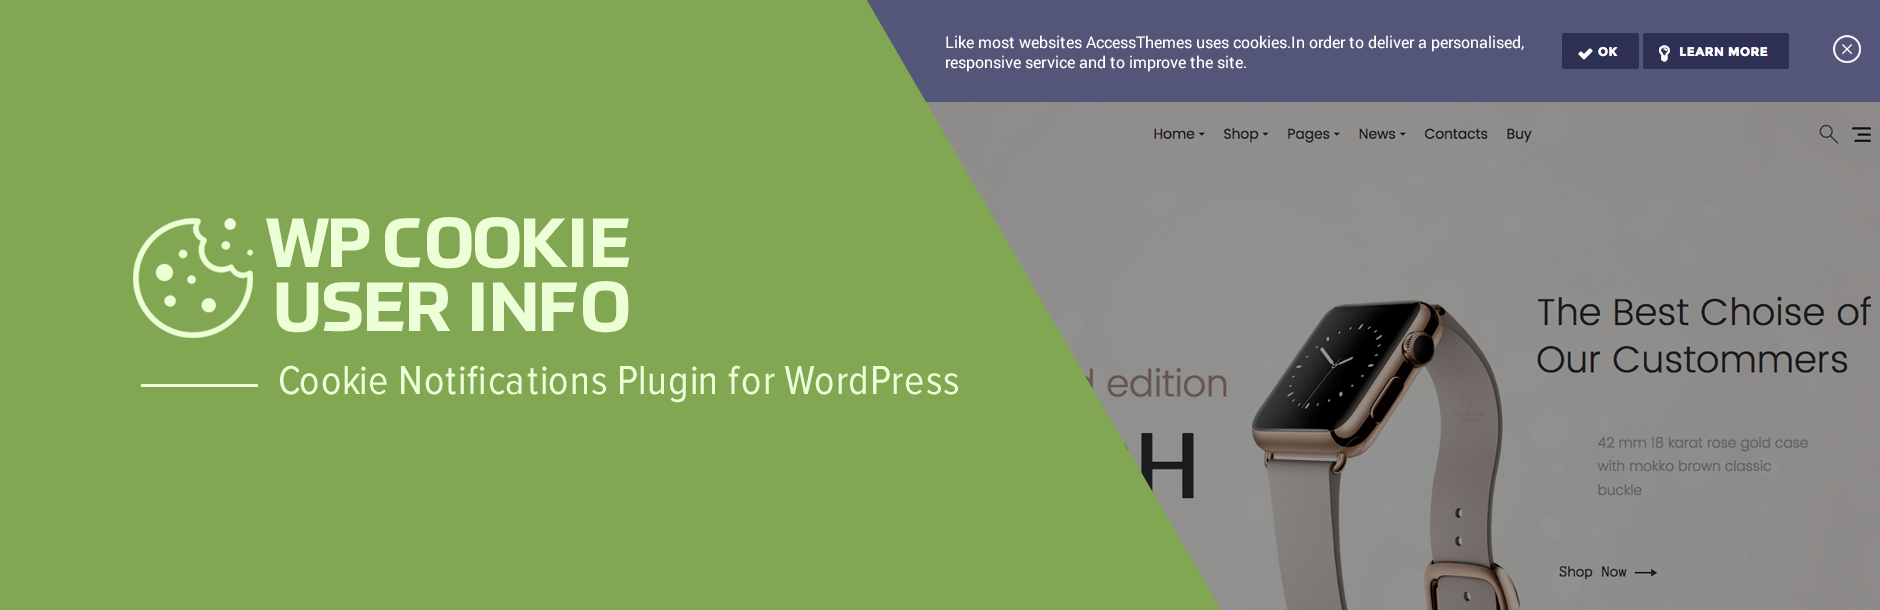 WP COOKIE
USER INFO
Cookie Notifications Plugin for WordPress
Like most websites AccessThemes uses cookies.In order to deliver a personalised,
responsive service and to improve the site.
OK
LEARN MORE
Home Shop Pages News Contacts Buy
The Best Choise of
Our Custommers
edition
H
42 mm 18 karat rose gold case
with mokko brown classic
buckle
Shop Now